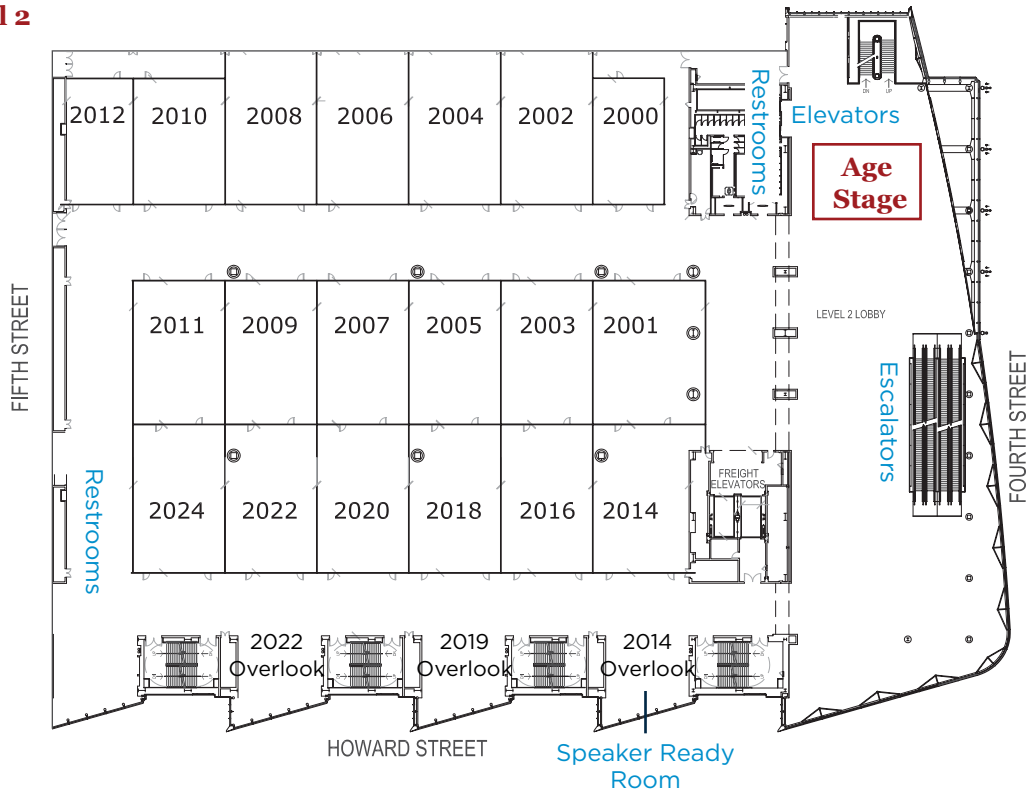 l 2
2012
2010
2008
2006
2004
2002
2000
Restrooms
Elevators
DN
UP
Age
Stage
2011
2009
2007
2005
2003
2001
LEVEL 2 LOBBY
FIFTH STREET
Escalators
FOURTH STREET
Restrooms
2024
2022
2020
2018
2016
2014
FREIGHT
ELEVATORS
2022
Overlook
2019
Overlook
2014
Overlook
HOWARD STREET
Speaker Ready
Room